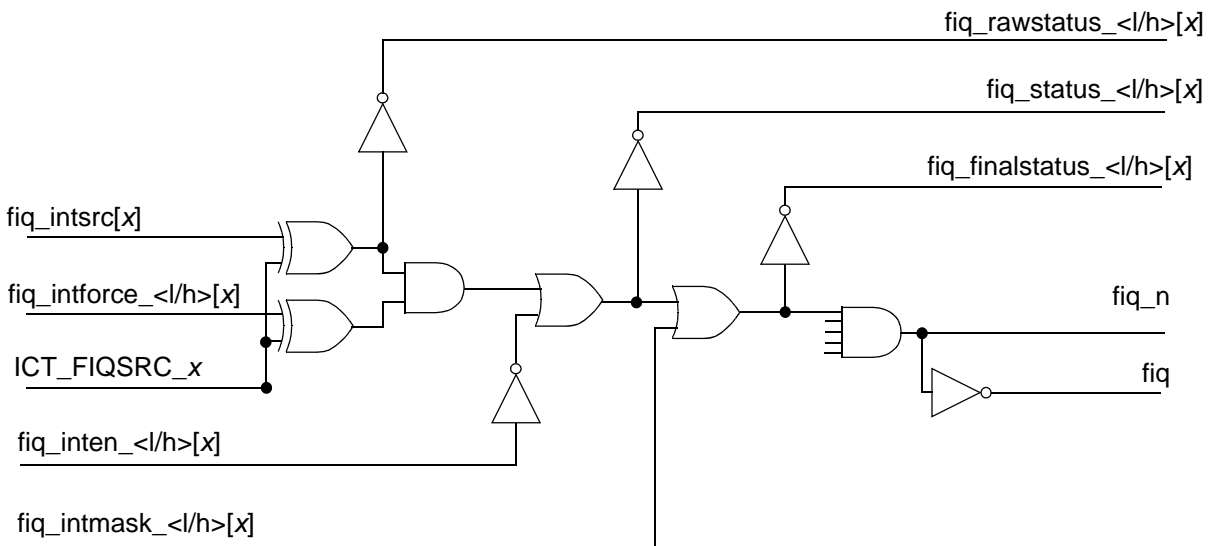 fiq_rawstatus_<l/h>[x]
fiq_status_<l/h>[x]
fiq_finalstatus_<l/h>[x]
fiq_intsrc[x]
fiq_intforce_<l/h>[x]
fiq_n
ICT_FIQSRC_x
fiq
fiq_inten_<l/h>[x]
fiq_intmask_<l/h>[x]